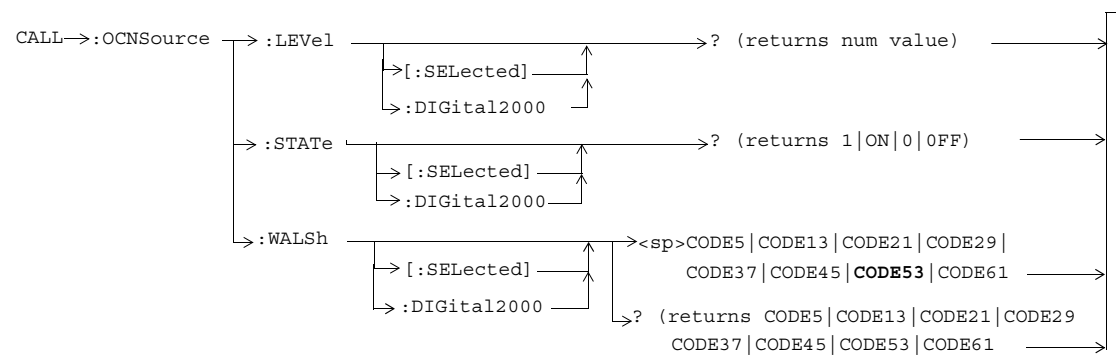 CALL :OCNSource :LEVel ? (returns num value)
[:SELected]
:DIGital2000
:STATe ? (returns 1|ON|0|0FF)
[:SELected]
:DIGital2000
:WALSh <sp>CODE5|CODE13|CODE21|CODE29|
[:SELected] CODE37|CODE45|CODE53|CODE61
:DIGital2000 ? (returns CODE5|CODE13|CODE21|CODE29
CODE37|CODE45|CODE53|CODE61